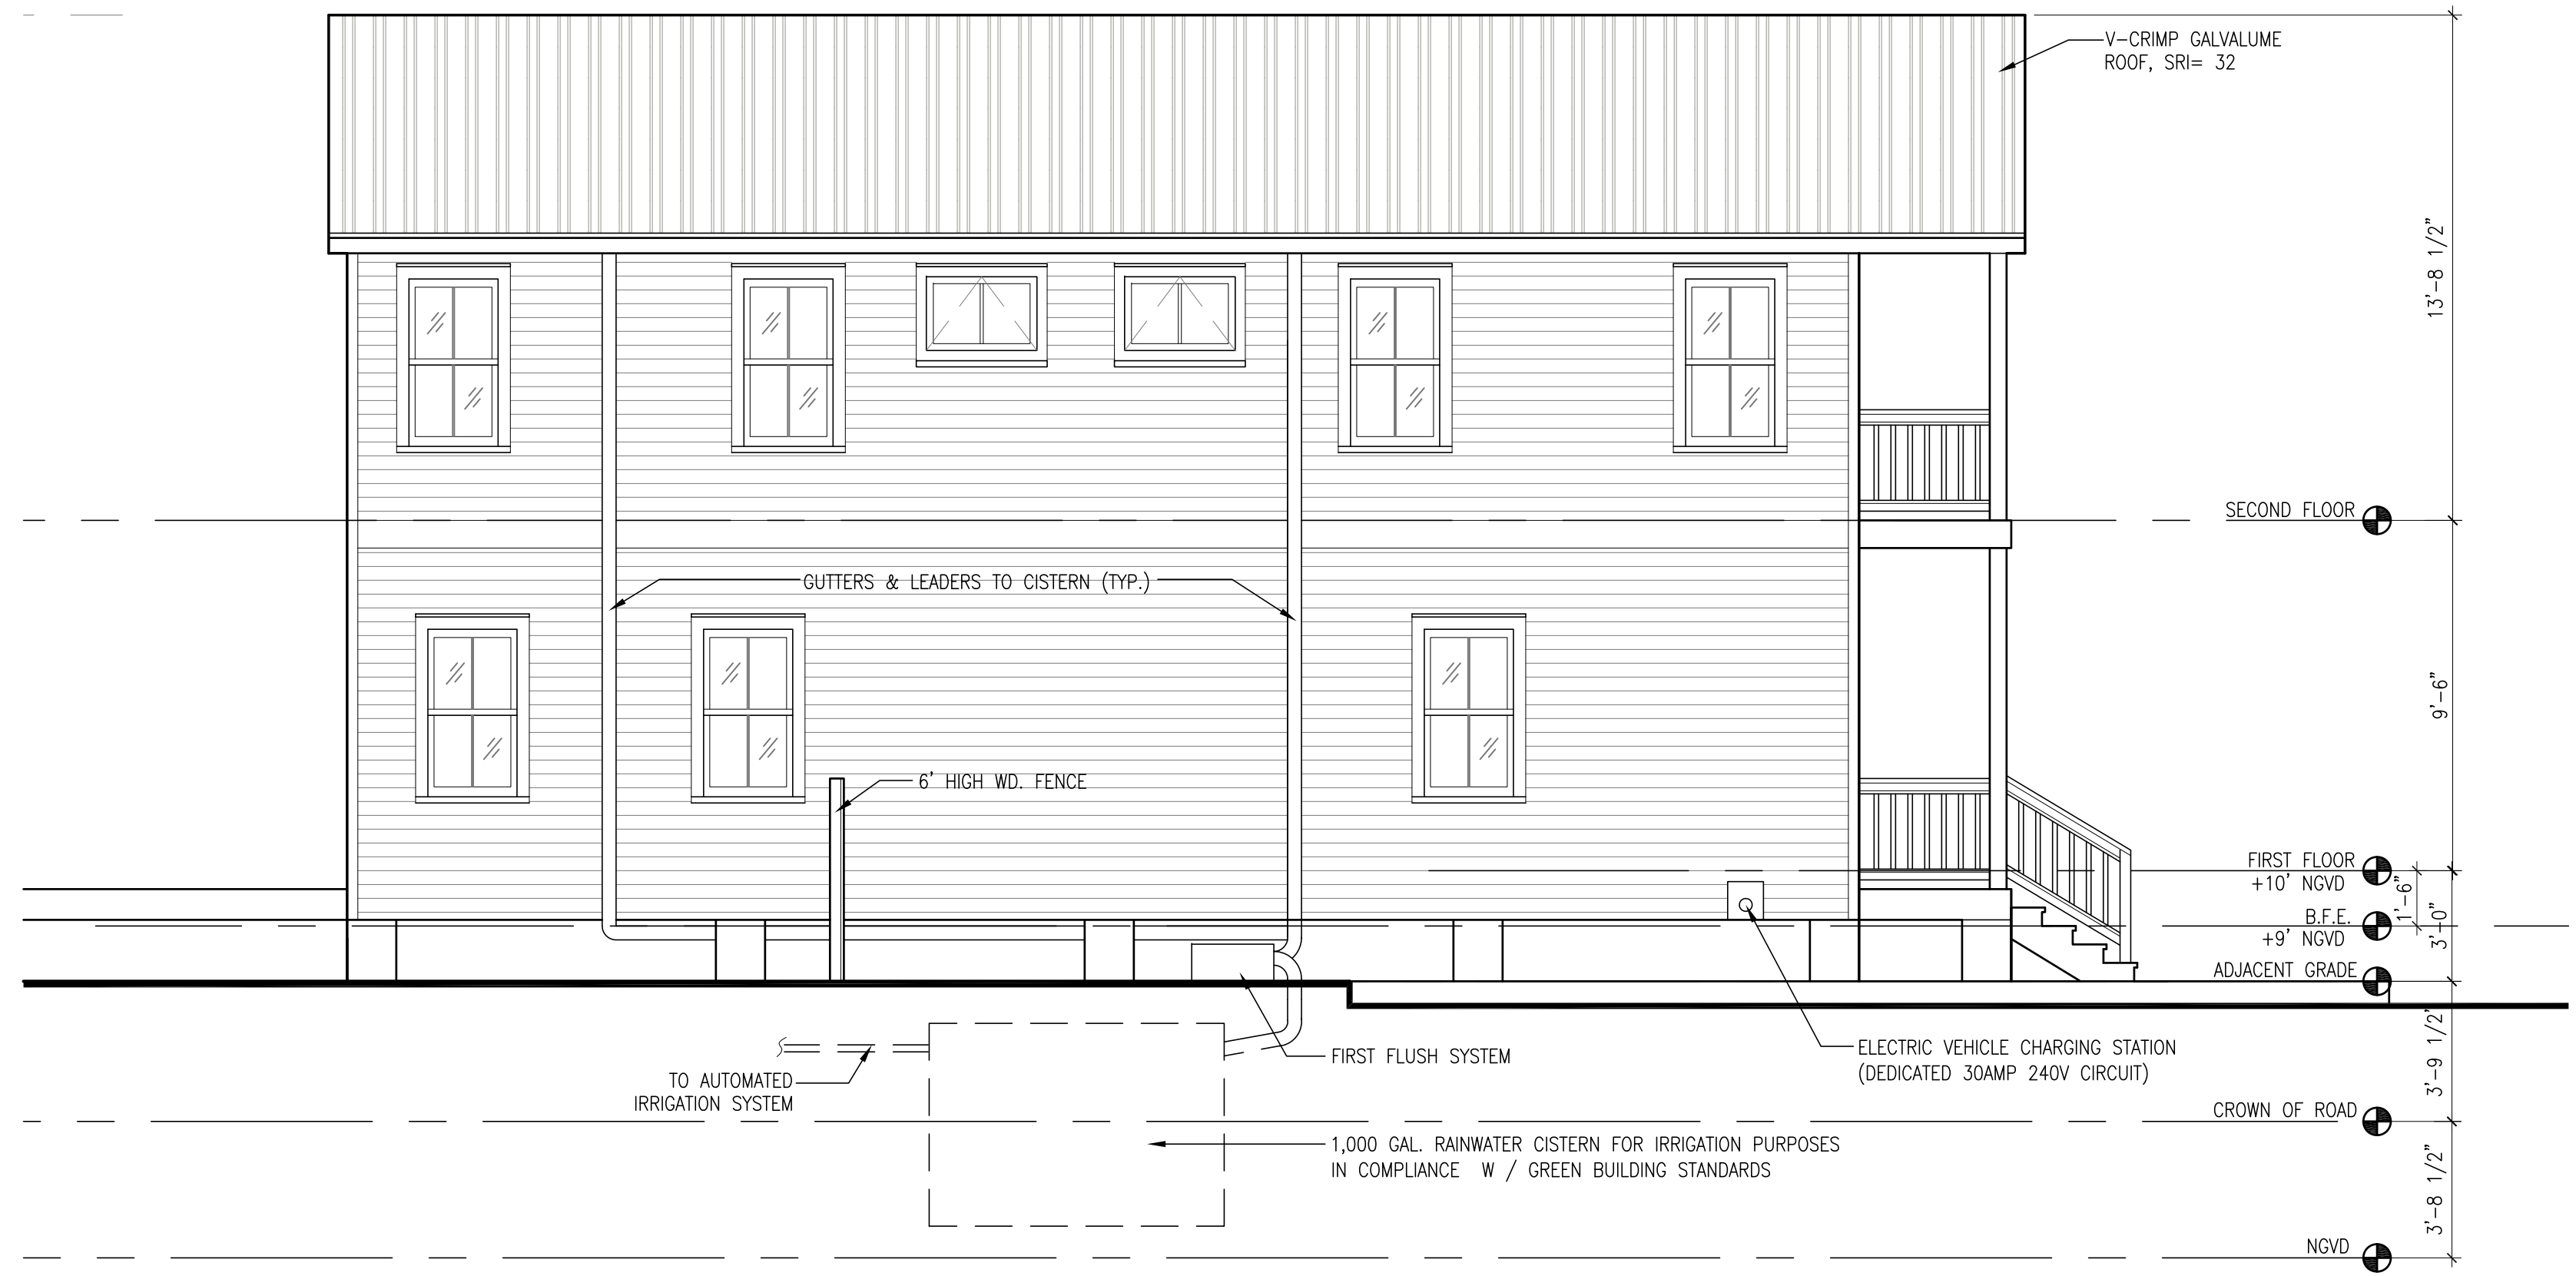 V-CRIMP GALVALUME
ROOF, SRI= 32
13'-8 1/2"
SECOND FLOOR
GUTTERS & LEADERS TO CISTERN (TYP.)
9'-6"
6' HIGH WD. FENCE
FIRST FLOOR
+10' NGVD
1'-6"
B.F.E.
+9' NGVD
3'-0"
ADJACENT GRADE
3'-9 1/2'
FIRST FLUSH SYSTEM
ELECTRIC VEHICLE CHARGING STATION
(DEDICATED 30AMP 240V CIRCUIT)
TO AUTOMATED
IRRIGATION SYSTEM
CROWN OF ROAD
1,000 GAL. RAINWATER CISTERN FOR IRRIGATION PURPOSES
IN COMPLIANCE W / GREEN BUILDING STANDARDS
3'-8 1/2"
NGVD